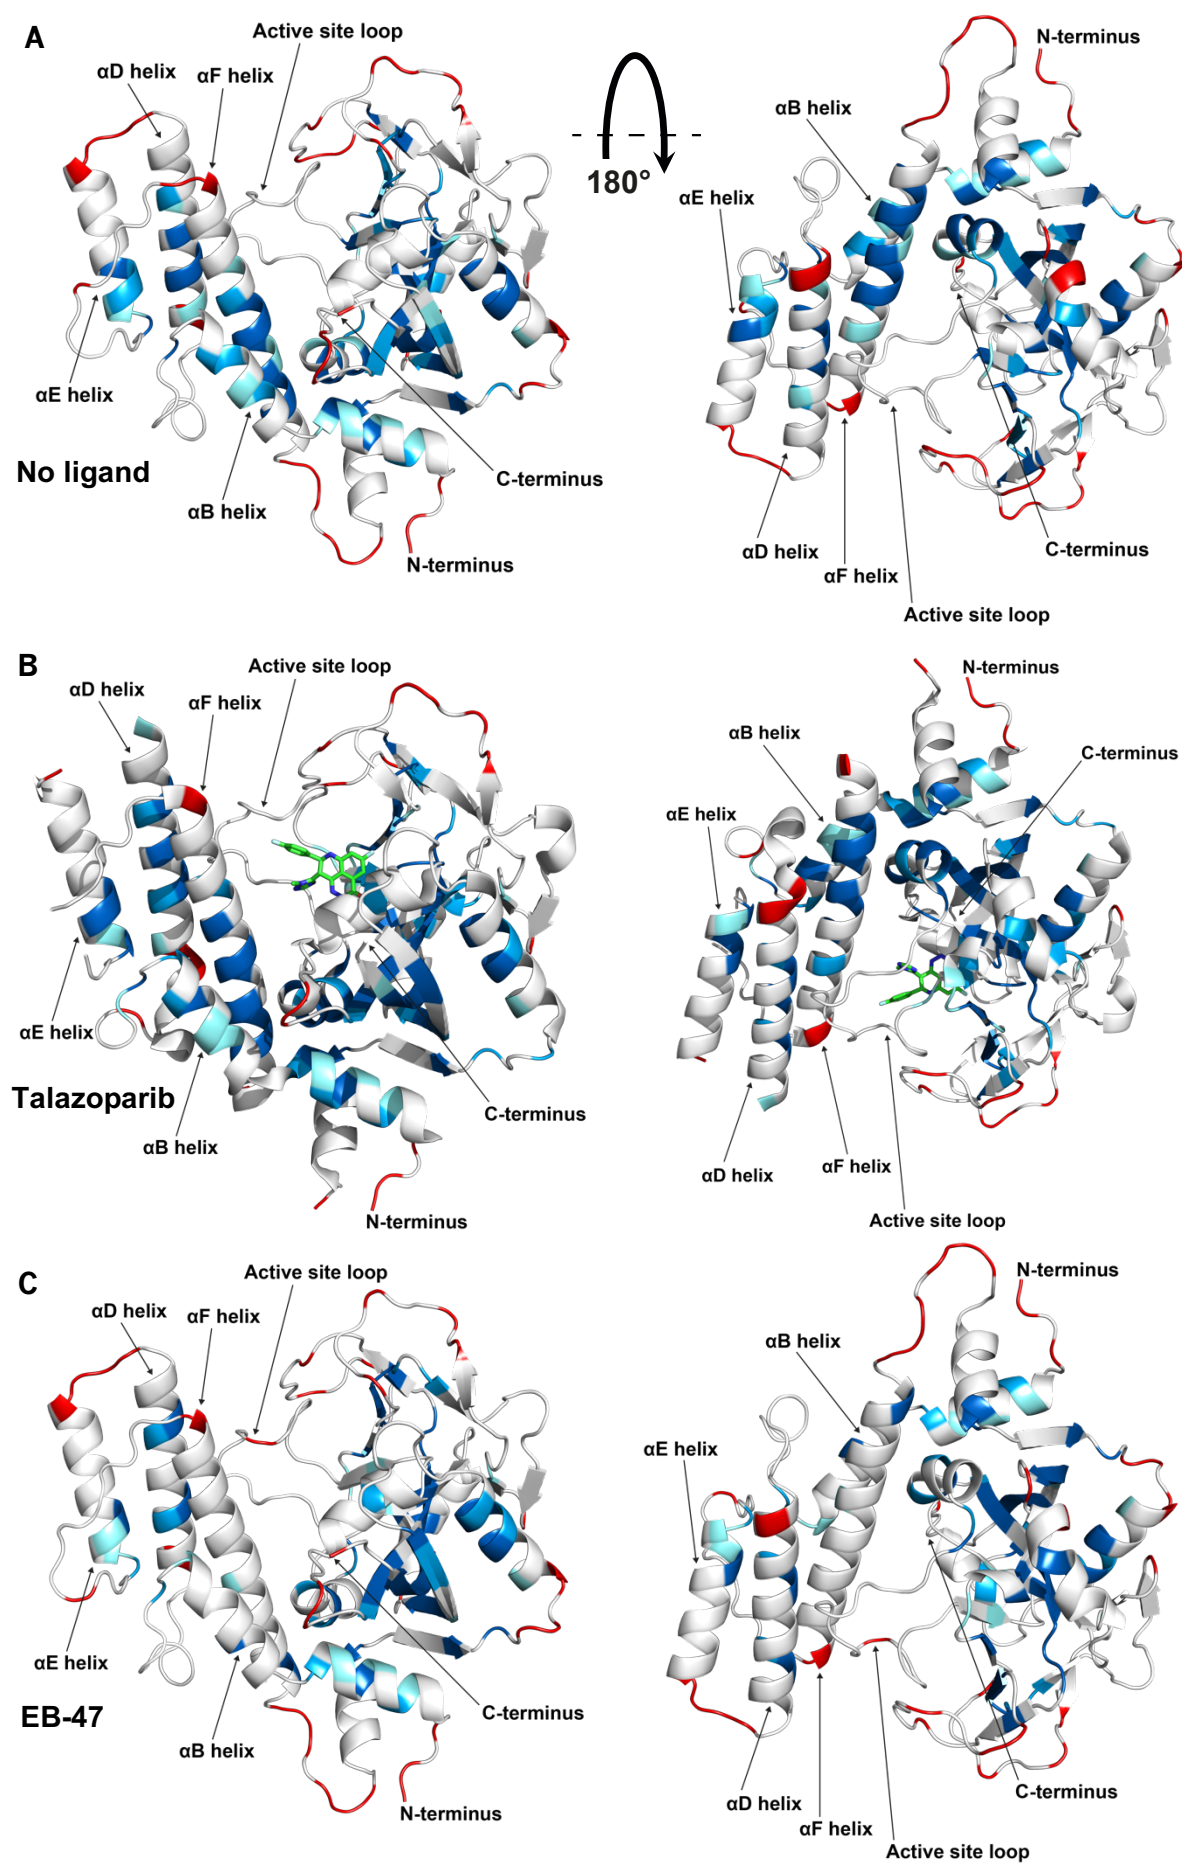 A
Active site loop
αD helix
αF helix
αE helix
No ligand
αB helix
C-terminus
N-terminus
180°
N-terminus
αB helix
αE helix
αD helix
αF helix
C-terminus
Active site loop
B
Active site loop
αD helix
αF helix
αE helix
Talazoparib
αB helix
C-terminus
N-terminus
N-terminus
αB helix
C-terminus
αE helix
αD helix
αF helix
Active site loop
C
Active site loop
αD helix
αF helix
αE helix
EB-47
αB helix
C-terminus
N-terminus
N-terminus
αB helix
αE helix
αD helix
αF helix
C-terminus
Active site loop